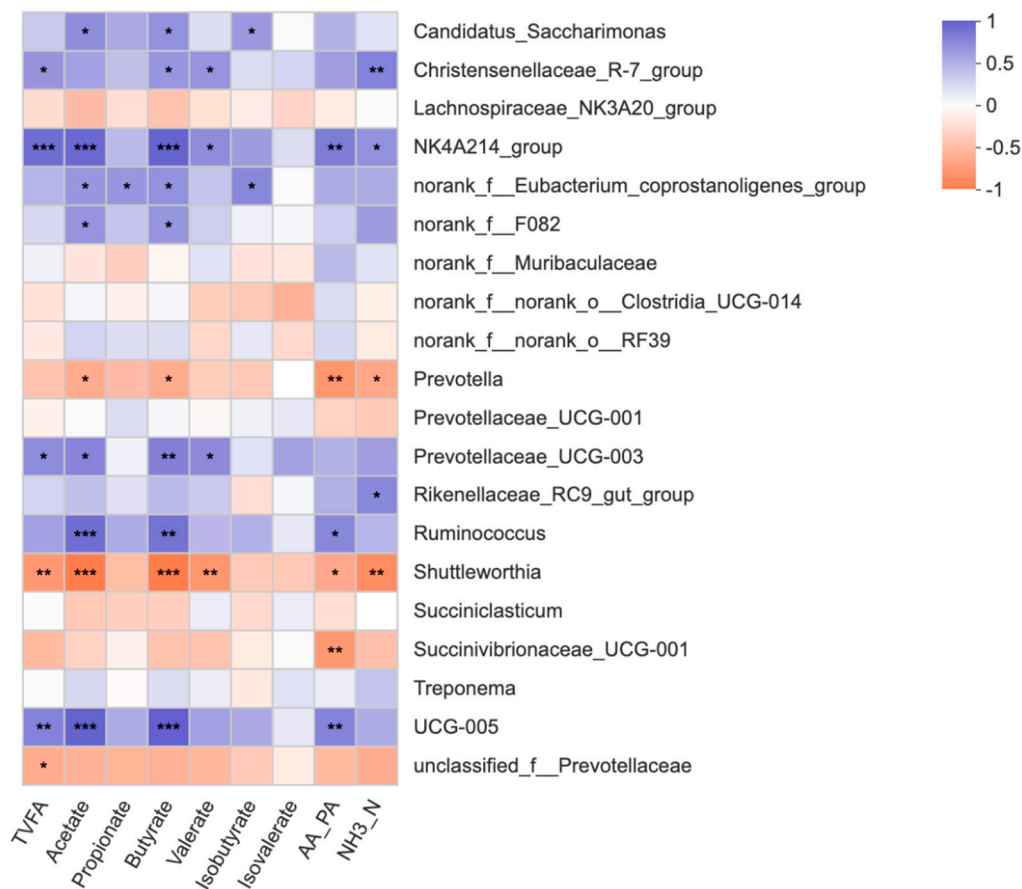 * * * Candidatus_Saccharimonas
* * * ** Christensenellaceae_R-7_group
Lachnospiraceae_NK3A20_group
*** *** *** * ** * NK4A214_group
* * * * norank_f__Eubacterium_coprostanoligenes_group
* * norank_f__F082
norank_f__Muribaculaceae
norank_f__norank_o__Clostridia_UCG-014
norank_f__norank_o__RF39
* * ** * Prevotella
Prevotellaceae_UCG-001
* * ** * Prevotellaceae_UCG-003
* Rikenellaceae_RC9_gut_group
*** ** * Ruminococcus
** *** *** ** * ** Shuttleworthia
Succiniclasticum
** Succinivibrionaceae_UCG-001
Treponema
** *** *** ** UCG-005
* unclassified_f__Prevotellaceae
TVFA
Acetate
Propionate
Butyrate
Valerate
Isobutyrate
Isovalerate
AA_PA
NH3_N
1
0.5
0
-0.5
-1